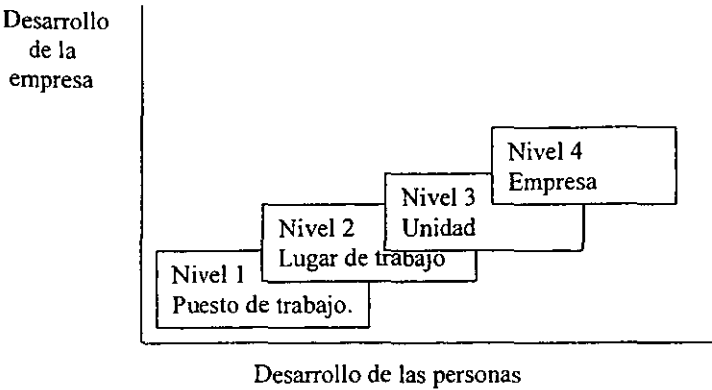 Desarrollo
de la
empresa
Nivel 4
Empresa
Nivel 3
Unidad
Nivel 2
Lugar de trabajo
Nivel 1
Puesto de trabajo.
Desarrollo de las personas